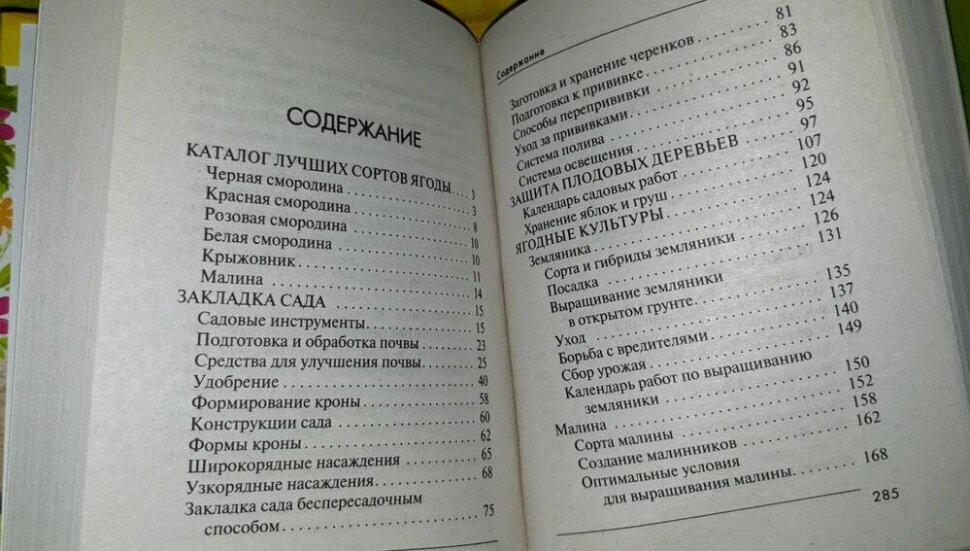 СОДЕРЖАНИЕ
КАТАЛОГ ЛУЧШИХ СОРТОВ ЯГОДЫ ... 3
Черная смородина ... 3
Красная смородина ... 8
Розовая смородина ... 10
Белая смородина ... 10
Крыжовник ... 11
Малина ... 14
ЗАКЛАДКА САДА ... 15
Садовые инструменты ... 15
Подготовка и обработка почвы ... 23
Средства для улучшения почвы ... 25
Удобрение ... 40
Формирование кроны ... 58
Конструкции сада ... 60
Формы кроны ... 62
Широкорядные насаждения ... 65
Узкорядные насаждения ... 68
Закладка сада беспересадочным
способом ... 75
Содержание
Заготовка и хранение черенков ... 81
Подготовка к прививке ... 83
Способы перепрививки ... 86
Уход за прививками ... 91
Система полива ... 92
Система освещения ... 95
ЗАЩИТА ПЛОДОВЫХ ДЕРЕВЬЕВ ... 97
Календарь садовых работ ... 107
Хранение яблок и груш ... 120
ЯГОДНЫЕ КУЛЬТУРЫ ... 124
Земляника ... 124
Сорта и гибриды земляники ... 126
Посадка ... 131
Выращивание земляники
в открытом грунте ... 135
Уход ... 137
Борьба с вредителями ... 140
Сбор урожая ... 149
Календарь работ по выращиванию
земляники ... 150
Малина ... 152
Сорта малины ... 158
Создание малинников ... 162
Оптимальные условия
для выращивания малины ... 168
285